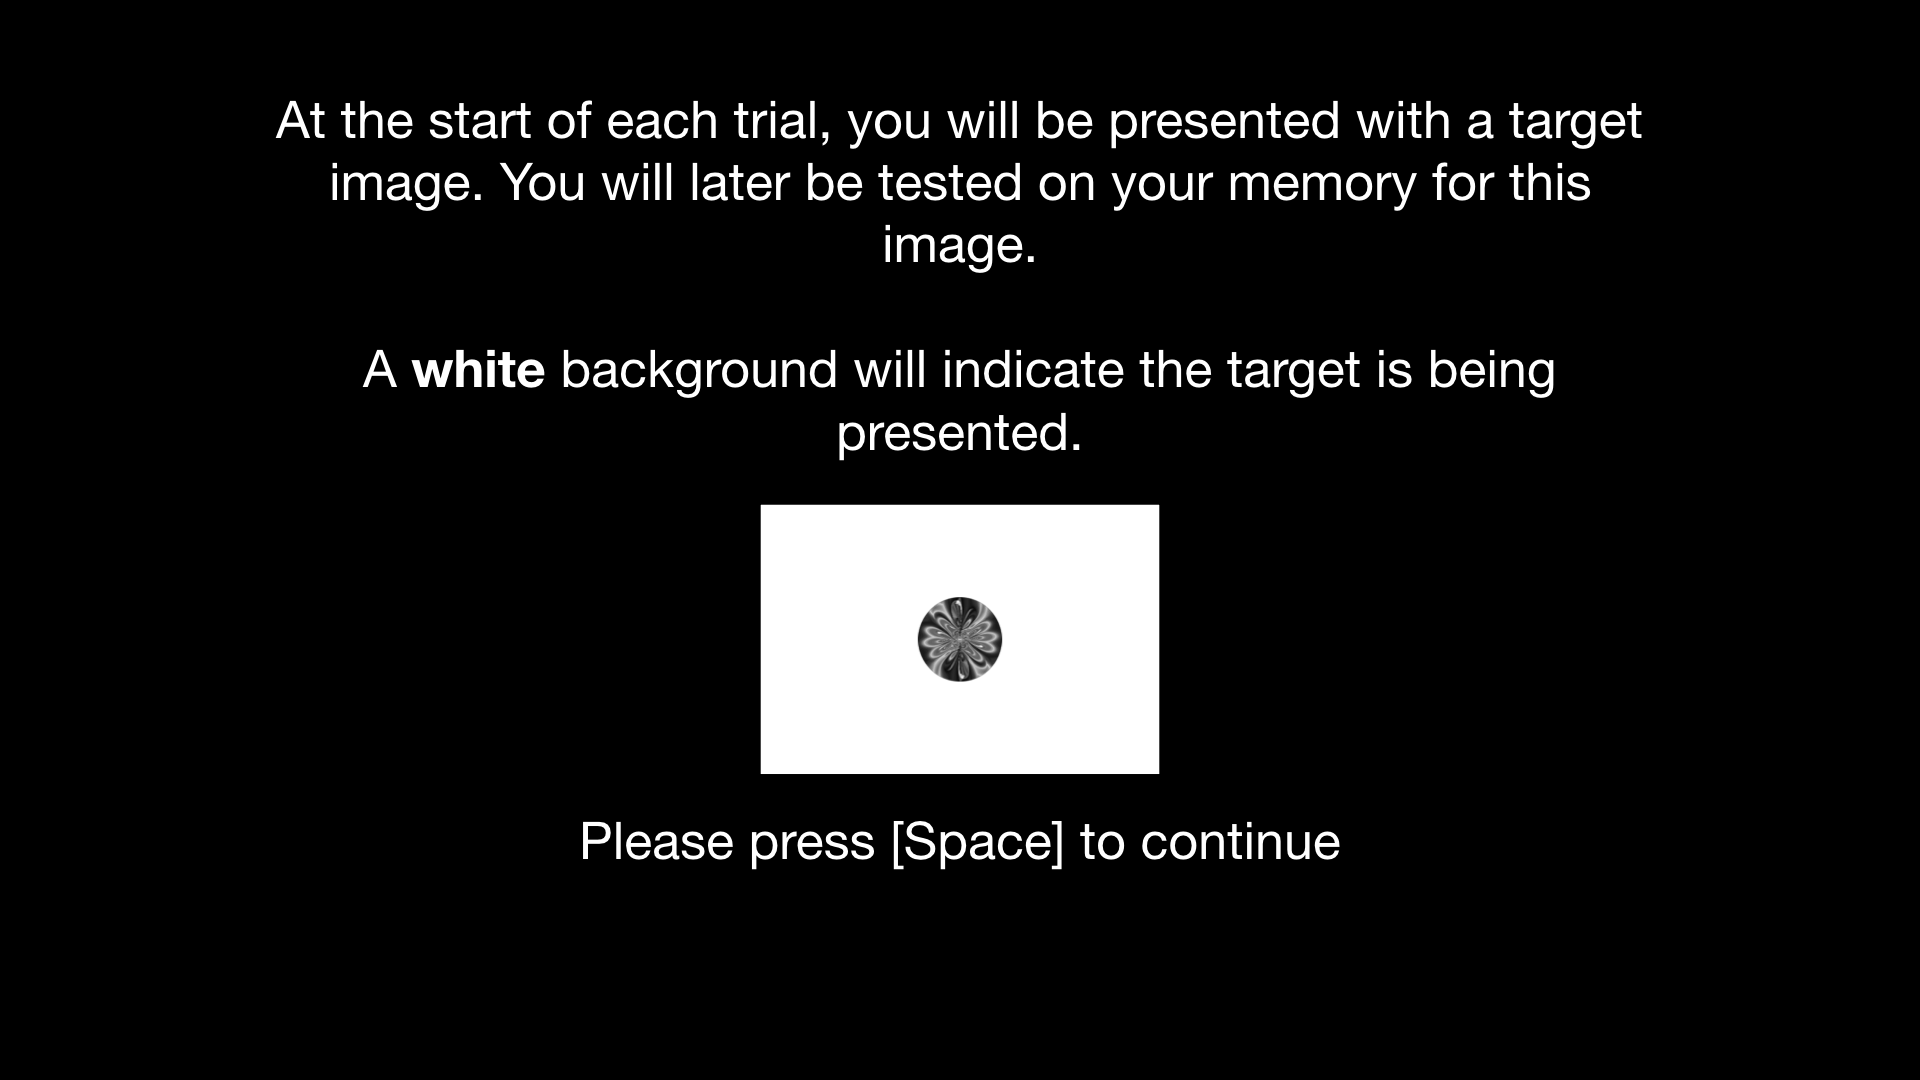 At the start of each trial, you will be presented with a target
image. You will later be tested on your memory for this
image.
A white background will indicate the target is being
presented.
Please press [Space] to continue